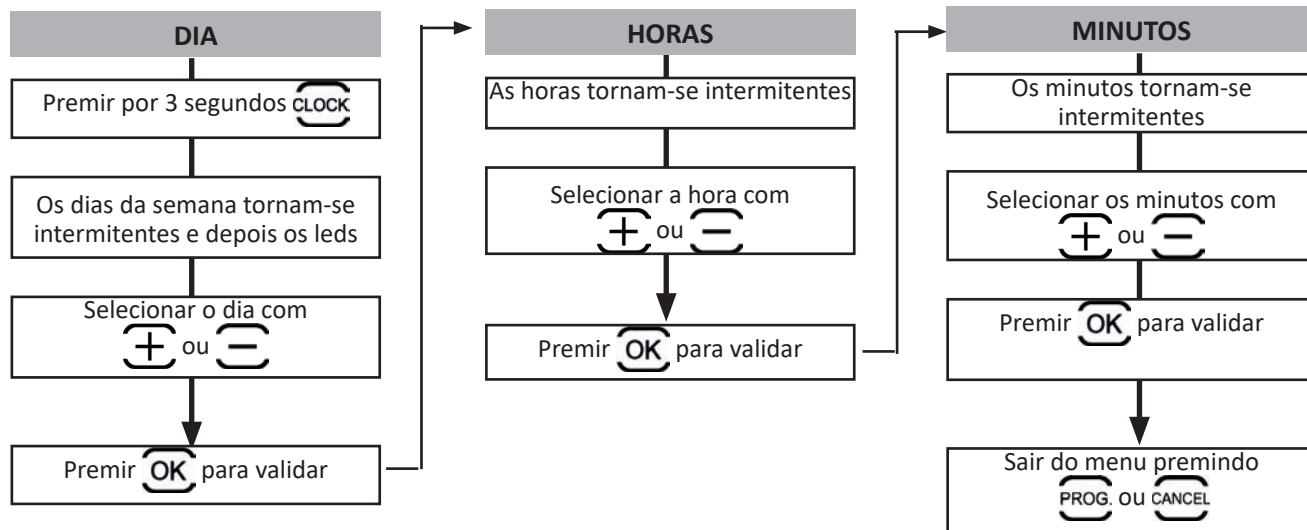 DIA
Premir por 3 segundos CLOCK
Os dias da semana tornam-se
intermitentes e depois os leds
Selecionar o dia com
+ ou −
Premir OK para validar
HORAS
As horas tornam-se intermitentes
Selecionar a hora com
+ ou −
Premir OK para validar
MINUTOS
Os minutos tornam-se
intermitentes
Selecionar os minutos com
+ ou −
Premir OK para validar
Sair do menu premindo
PROG. ou CANCEL